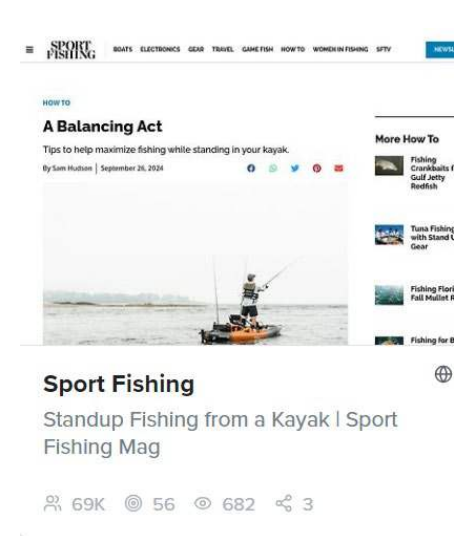 SPORT FISHING BOATS ELECTRONICS GEAR TRAVEL GAME FISH HOW TO WOMEN IN FISHING SFTV
HOW TO
A Balancing Act
Tips to help maximize fishing while standing in your kayak.
By Sam Hudson | September 26, 2024
More How To
Fishing
Crankbaits
Gulf Jetty
Redfish
Tuna Fishing
with Stand
Gear
Fishing
Fall Mullet
Fishing for
Sport Fishing
Standup Fishing from a Kayak | Sport
Fishing Mag
69K 56 682 3